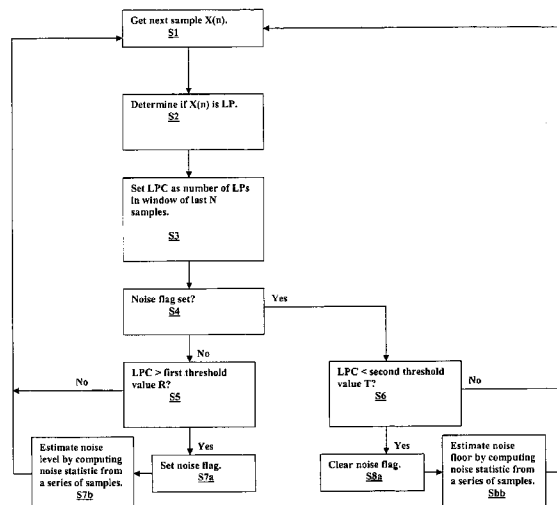 Get next sample X(n).
S1
Determine if X(n) is LP.
S2
Set LPC as number of LPs
in window of last N
samples.
S3
Noise flag set?
S4
Yes
No
LPC > first threshold
value R?
S5
No
LPC < second threshold
value T?
S6
No
Yes
Yes
Estimate noise
level by computing
noise statistic from
a series of samples.
S7b
Set noise flag.
S7a
Clear noise flag.
S8a
Estimate noise
floor by computing
noise statistic from
a series of samples.
Sbb